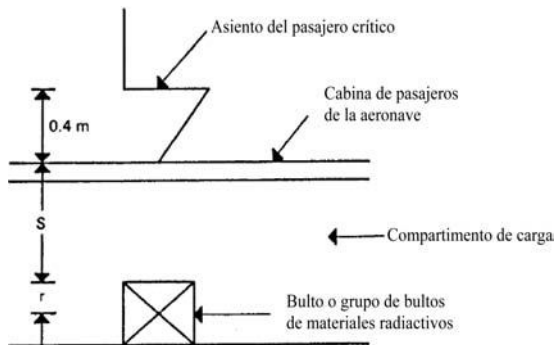 Asiento del pasajero crítico
Cabina de pasajeros
de la aeronave
0.4 m
S
Compartimento de carga
r
Bulto o grupo de bultos
de materiales radiactivos